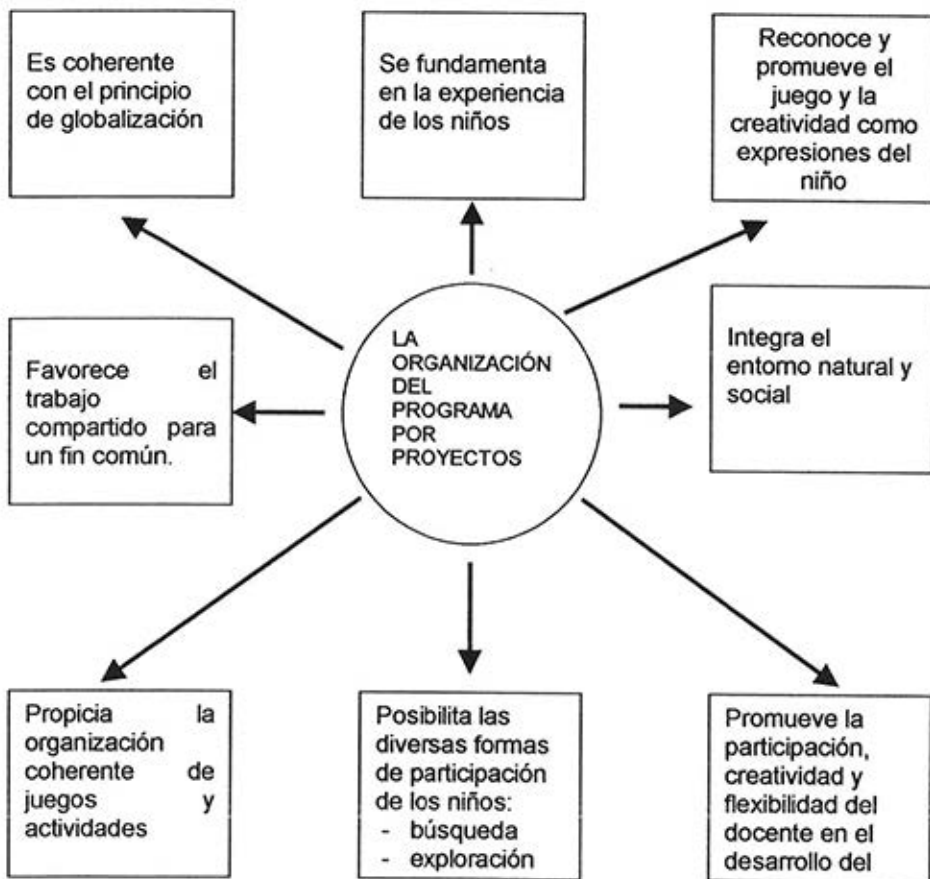 Es coherente
con el principio
de globalización
Se fundamenta
en la experiencia
de los niños
Reconoce y
promueve el
juego y la
creatividad como
expresiones del
niño
Favorece el
trabajo
compartido para
un fin común.
LA
ORGANIZACIÓN
DEL
PROGRAMA
POR
PROYECTOS
Integra el
entorno natural y
social
Propicia la
organización
coherente de
juegos y
actividades
Posibilita las
diversas formas
de participación
de los niños:
- búsqueda
- exploración
Promueve la
participación,
creatividad y
flexibilidad del
docente en el
desarrollo del